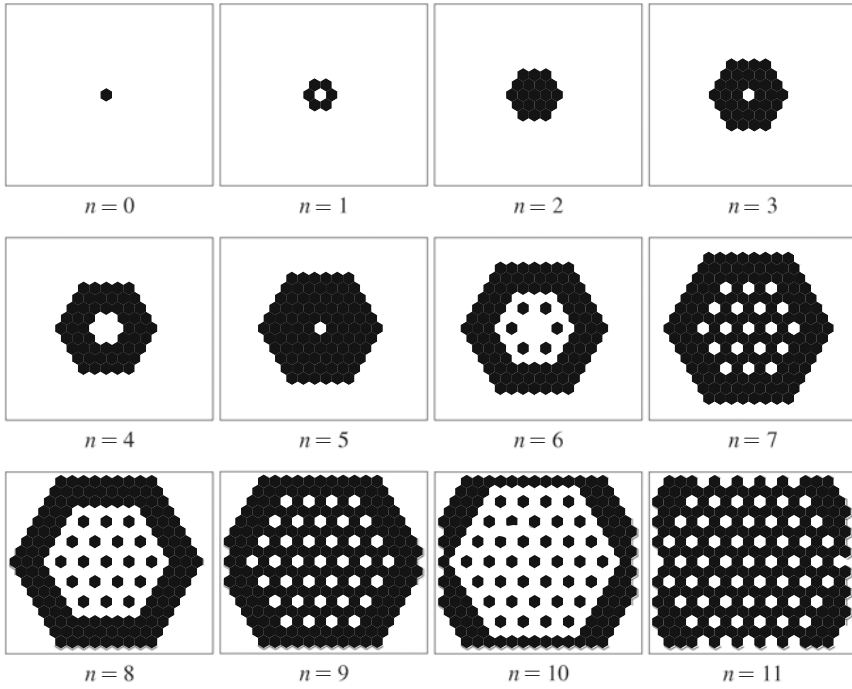 n = 0 n = 1 n = 2 n = 3
n = 4 n = 5 n = 6 n = 7
n = 8 n = 9 n = 10 n = 11